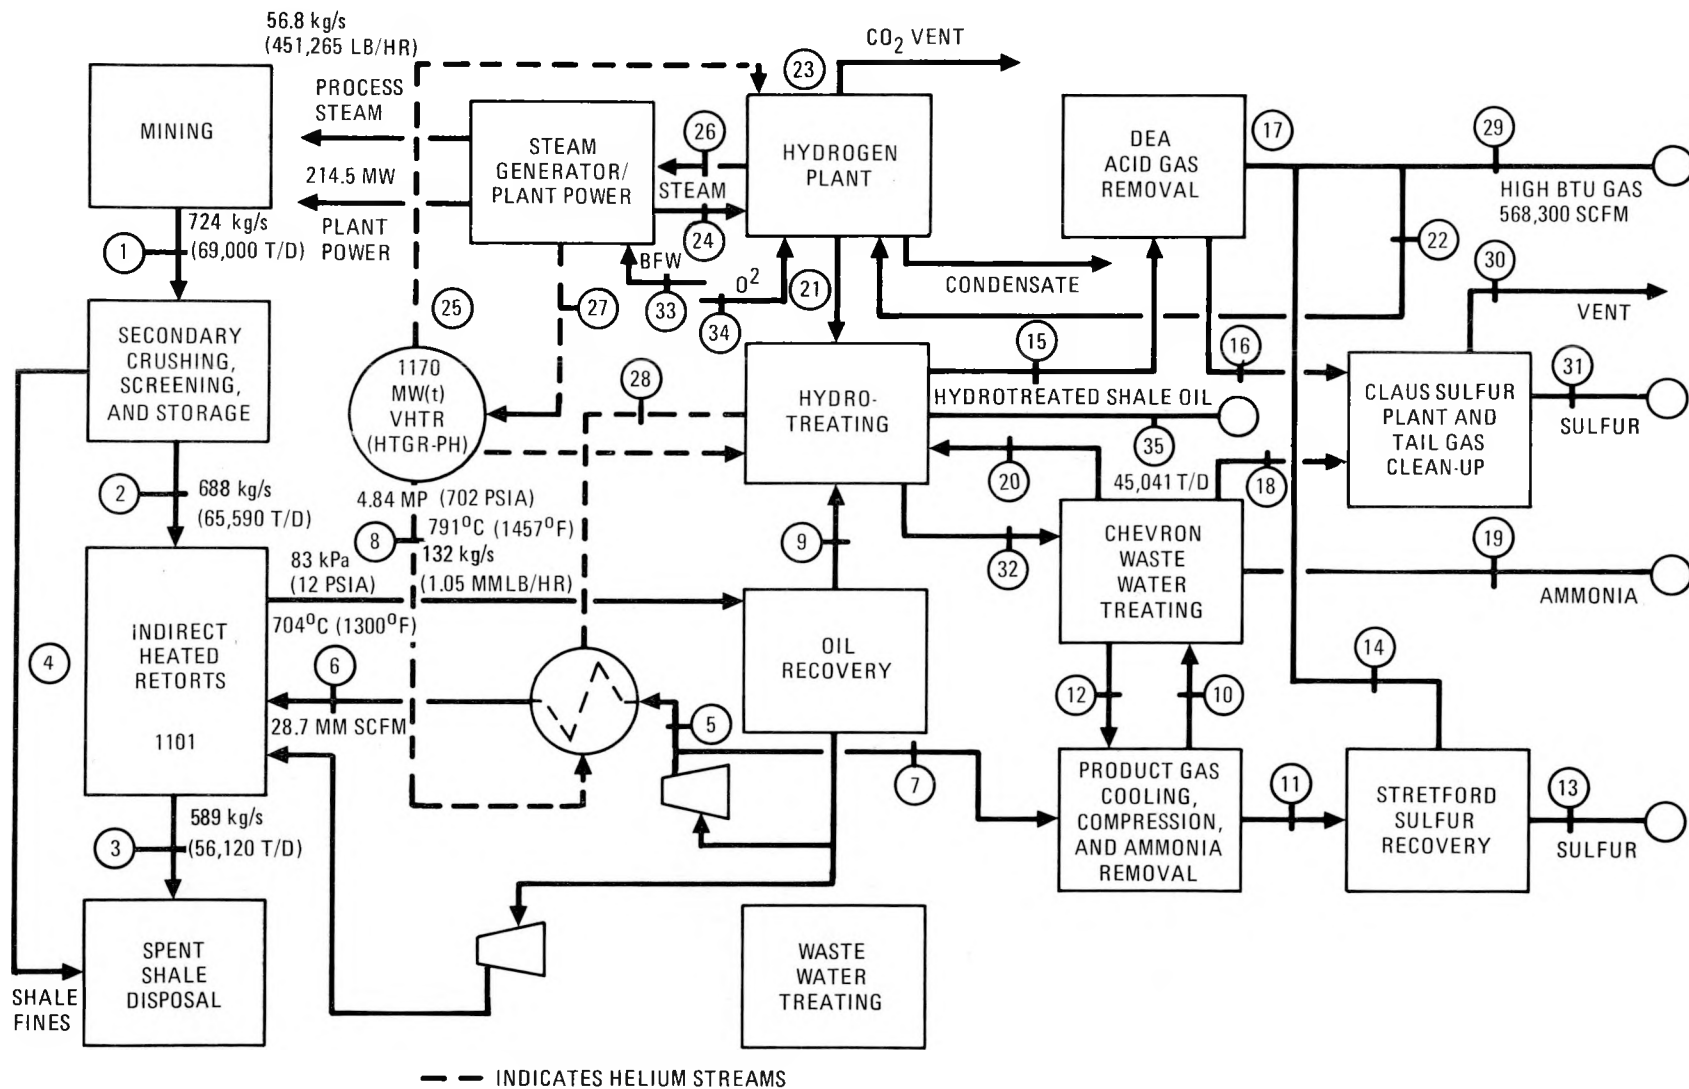 56.8 kg/s
(451,265 LB/HR)
23
CO2 VENT
MINING
PROCESS
STEAM
214.5 MW
PLANT
POWER
STEAM
GENERATOR/
PLANT POWER
26
STEAM
24
HYDROGEN
PLANT
DEA
ACID GAS
REMOVAL
17
29
HIGH BTU GAS
568,300 SCFM
22
30
VENT
724 kg/s
(69,000 T/D)
1
25
27
BFW
33
O2
34
21
CONDENSATE
SECONDARY
CRUSHING,
SCREENING,
AND STORAGE
1170
MW(t)
VHTR
(HTGR-PH)
28
HYDRO-
TREATING
15
HYDROTREATED SHALE OIL
35
16
CLAUS SULFUR
PLANT AND
TAIL GAS
CLEAN-UP
31
SULFUR
18
20
45,041 T/D
2
688 kg/s
(65,590 T/D)
4.84 MP (702 PSIA)
791°C (1457°F)
8
132 kg/s
(1.05 MMLB/HR)
83 kPa
(12 PSIA)
704°C (1300°F)
9
32
CHEVRON
WASTE
WATER
TREATING
19
AMMONIA
4
INDIRECT
HEATED
RETORTS
1101
6
28.7 MM SCFM
OIL
RECOVERY
5
7
12
10
14
PRODUCT GAS
COOLING,
COMPRESSION,
AND AMMONIA
REMOVAL
11
STRETFORD
SULFUR
RECOVERY
13
SULFUR
589 kg/s
(56,120 T/D)
3
SPENT
SHALE
DISPOSAL
SHALE
FINES
WASTE
WATER
TREATING
INDICATES HELIUM STREAMS